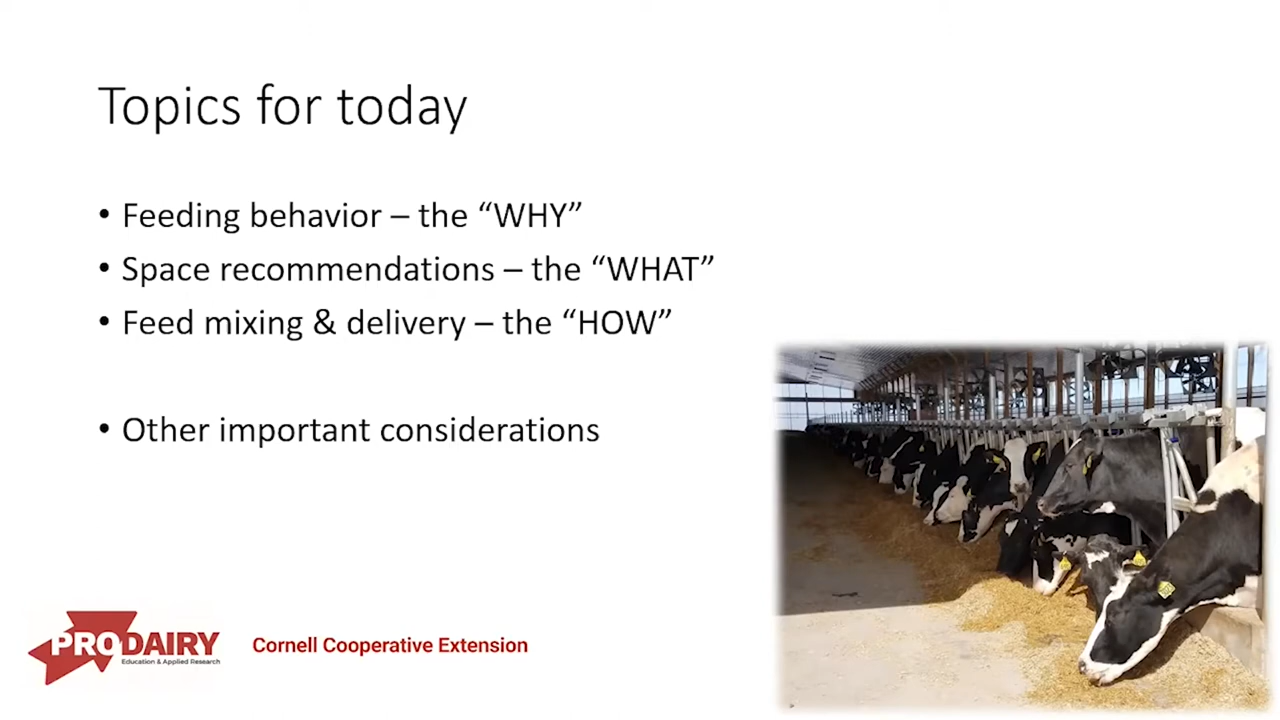 Topics for today
• Feeding behavior – the “WHY”
• Space recommendations – the “WHAT”
• Feed mixing & delivery – the “HOW”
• Other important considerations
PRODAIRY
Education & Applied Research
Cornell Cooperative Extension